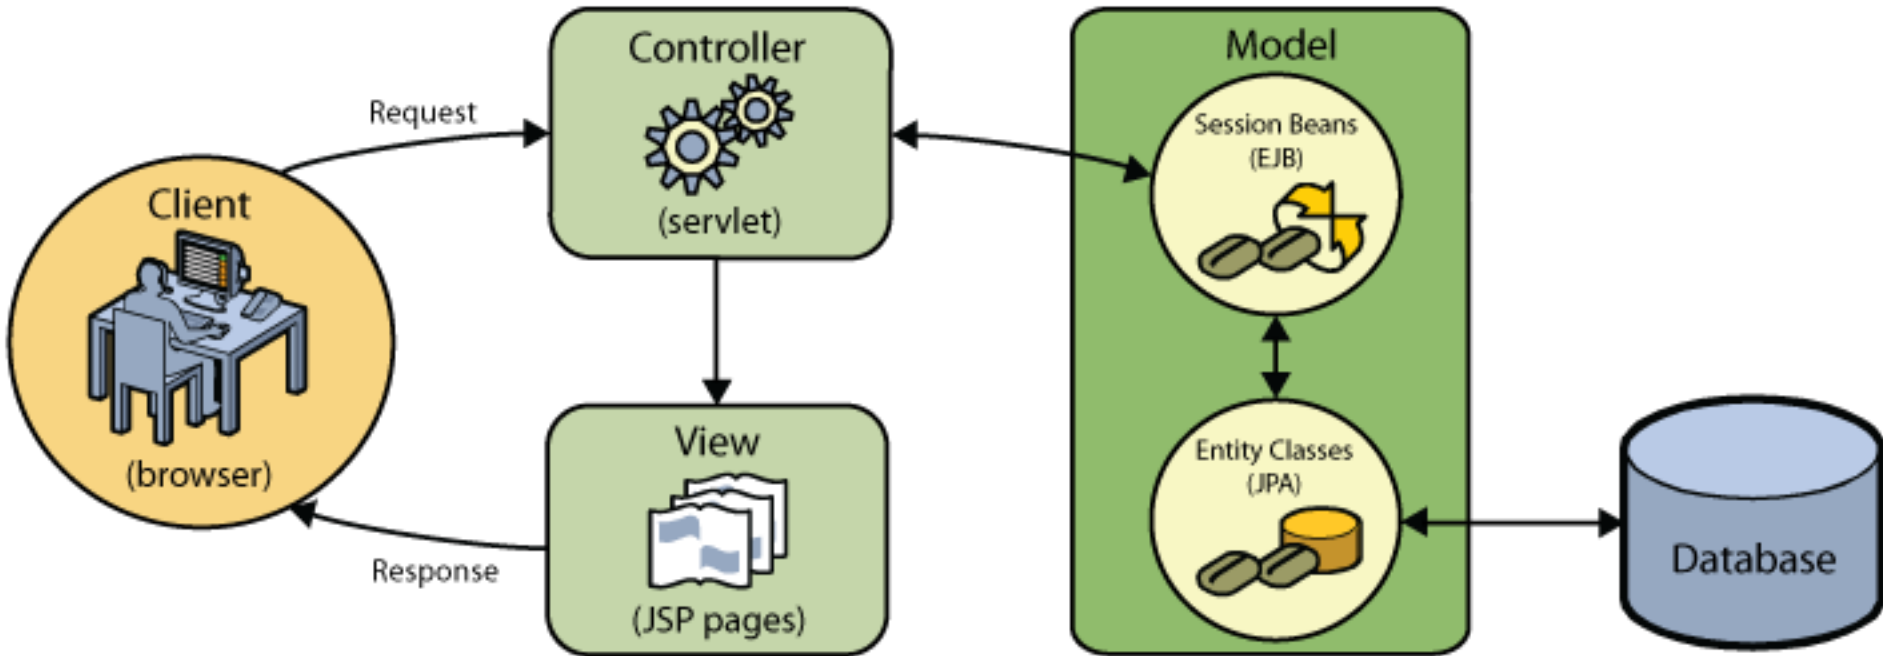 Request
Client
(browser)
Response
Controller
(servlet)
View
(JSP pages)
Model
Session Beans
(EJB)
Entity Classes
(JPA)
Database